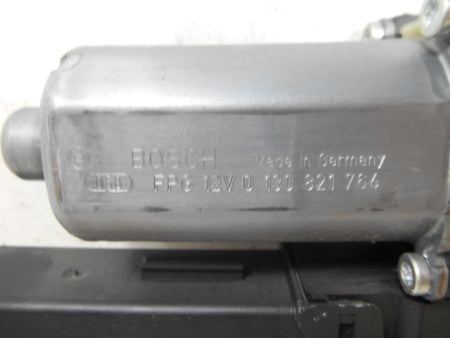 BOSCH Made in Germany
FPG 12V 0 130 821 764